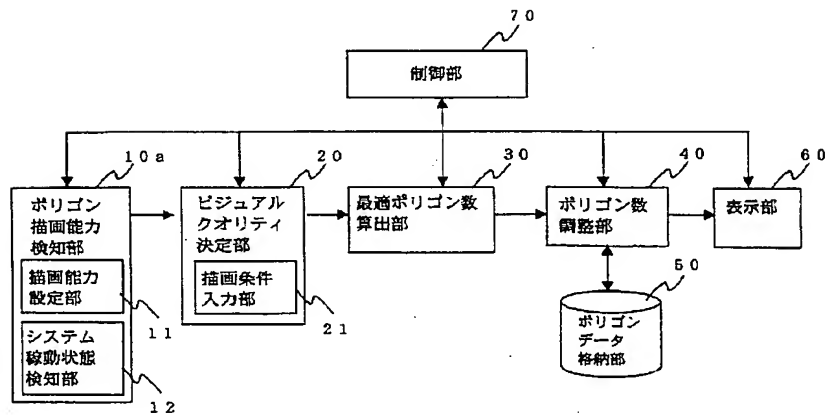 70
制御部
10a
ポリゴン
描画能力
検知部
描画能力
設定部
11
システム
稼動状態
検知部
12
20
ビジュアル
クオリティ
決定部
描画条件
入力部
21
30
最適ポリゴン数
算出部
40
ポリゴン数
調整部
60
表示部
50
ポリゴン
データ
格納部